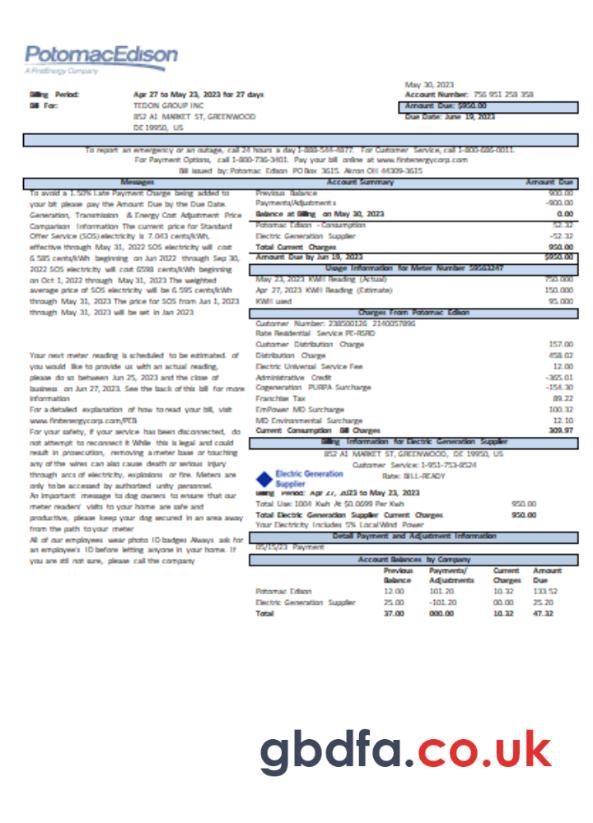 PotomacEdison
A FirstEnergy Company
May 30, 2023
Billing Period: Apr 27 to May 23, 2023 for 27 days
Account Number: 756 951 258 358
Bill For: TEDON GROUP INC
Amount Due: $950.00
852 A1 MARKET ST, GREENWOOD
Due Date: June 19, 2023
DE 19950, US
To report an emergency or an outage, call 24 hours a day 1-888-544-4877. For Customer Service, call 1-800-686-0011.
For Payment Options, call 1-800-736-3401. Pay your bill online at www.firstenergycorp.com
Bill issued by: Potomac Edison PO Box 3615. Akron OH 44309-3615
Messages
To avoid a 1.50% Late Payment Charge being added to
your bit please pay the Amount Due by the Due Date.
Generation, Transmission & Energy Cost Adjustment Price
Comparison Information The current price for Standard
Offer Service (SOS) electricity is 7.043 cents/kWh,
effective through May 31, 2022 SOS electricity will cost
6.585 cents/kWh beginning on Jun 2022 through Sep 30,
2022 SOS electricity will cost 6598 cents/kWh beginning
on Oct 1, 2022 through May 31, 2023 The weighted
average price of SOS electricity will be 6.595 cents/kWh
through May 31, 2023 The price for SOS from Jun 1, 2023
through May 31, 2023 will be set in Jan 2023
Your next meter reading is scheduled to be estimated. of
you would like to provide us with an actual reading,
please do so between Jun 25, 2023 and the close of
business on Jun 27, 2023. See the back of this bill for more
information
For a detailed explanation of how to read your bill, visit
www.firstenergycorp.com/PEB
For your safety, if your service has been disconnected, do
not attempt to reconnect it While this is legal and could
result in prosecution, removing a meter base or touching
any of the wires can also cause death or serious injury
through arcs of electricity, explosions or fire. Meters are
only to be accessed by authorized unity personnel.
An important message to dog owners to ensure that our
meter readers' visits to your home are safe and
productive, please keep your dog secured in an area away
from the path to your meter
All of our employees wear photo ID badges Always ask for
an employee's ID before letting anyone in your home. If
you are still not sure, please call the company
Account Summary Amount Due
Previous Balance 900.00
Payments/Adjustments -900.00
Balance at Billing on May 30, 2023 0.00
Potomac Edison - Consumption 52.32
Electric Generation Supplier -52.32
Total Current Charges 950.00
Amount Due by Jun 19, 2023 $950.00
Usage Information for Meter Number 59563247
May 23, 2023 KWH Reading (Actual) 750.000
Apr 27, 2023 KWH Reading (Estimate) 150.000
KWH used 95.000
Charges From Potomac Edison
Customer Number: 238500126 2140057896
Rate Residential Service PE-RSRD
Customer Distribution Charge 157.00
Distribution Charge 458.02
Electric Universal Service Fee 12.00
Administrative Credit -365.01
Cogeneration PURPA Surcharge -154.30
Franchise Tax 89.22
EmPower MD Surcharge 100.32
MD Environmental Surcharge 12.10
Current Consumption Bill Charges 309.97
Billing Information for Electric Generation Supplier
852 A1 MARKET ST, GREENWOOD, DE 19950, US
Customer Service: 1-951-753-8524
Electric Generation Supplier
Rate: BILL-READY
Billing Period: Apr 27, 2023 to May 23, 2023
Total Use: 1004 Kwh At $0.0699 Per Kwh 950.00
Total Electric Generation Supplier Current Charges 950.00
Your Electricity Includes 5% Local Wind Power
Detail Payment and Adjustment Information
05/15/23 Payment
Account Balances by Company
Previous Balance Payments/ Adjustments Current Charges Amount Due
Potomac Edison 12.00 101.20 10.32 133.52
Electric Generation Supplier 25.00 -101.20 00.00 25.20
Total 37.00 000.00 10.32 47.32
gbdfa.co.uk